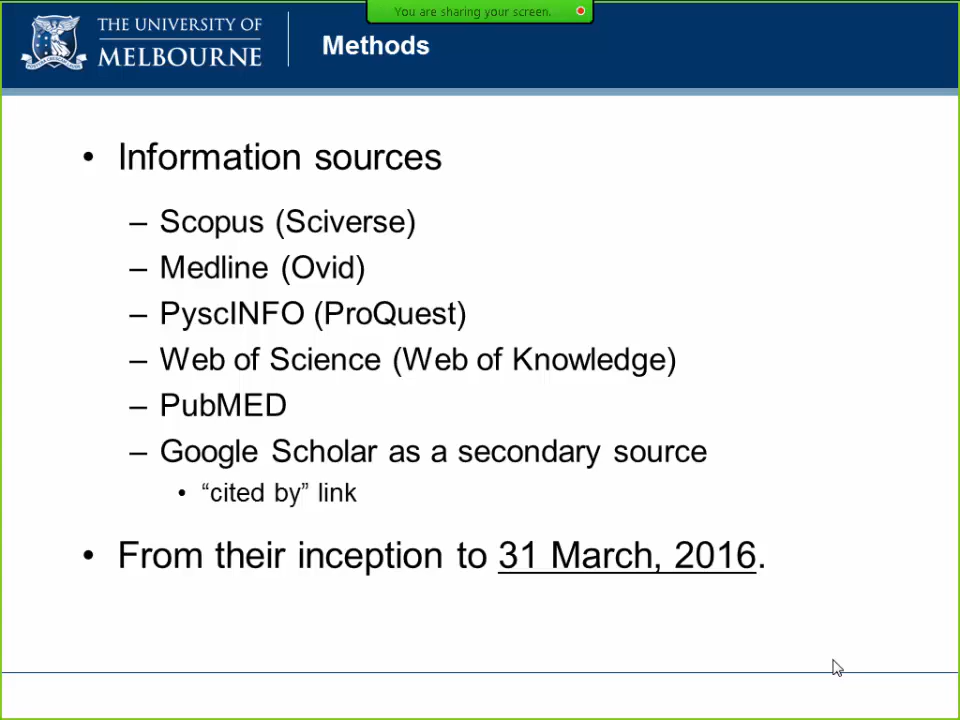 You are sharing your screen.
THE UNIVERSITY OF
MELBOURNE
Methods
• Information sources
– Scopus (Sciverse)
– Medline (Ovid)
– PyscINFO (ProQuest)
– Web of Science (Web of Knowledge)
– PubMED
– Google Scholar as a secondary source
• “cited by” link
• From their inception to 31 March, 2016.